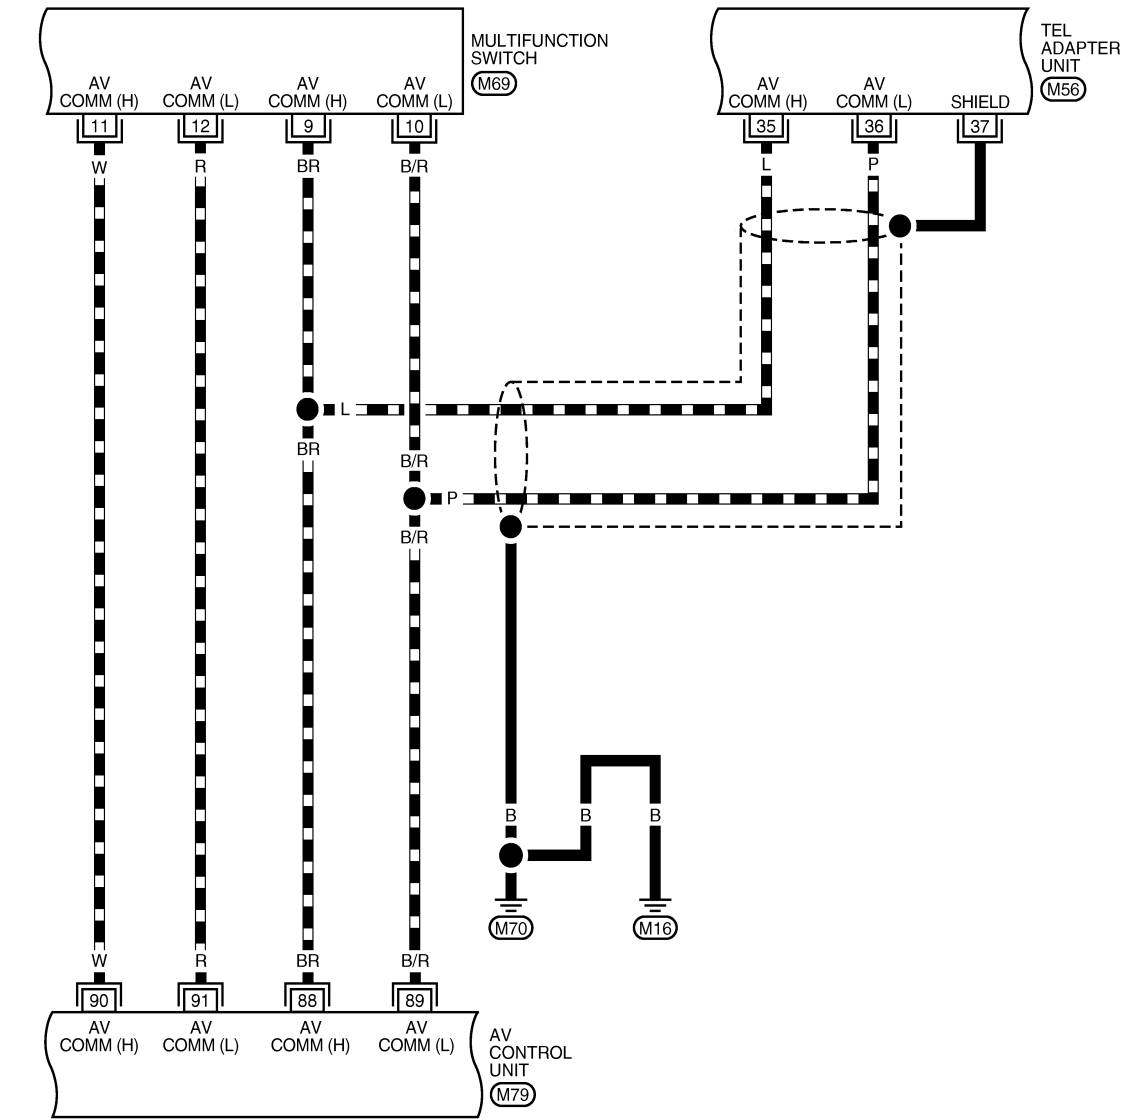 MULTIFUNCTION
SWITCH
M69
TEL
ADAPTER
UNIT
M56
AV
COMM (H)
AV
COMM (L)
AV
COMM (H)
AV
COMM (L)
AV
COMM (H)
AV
COMM (L)
SHIELD
11
12
9
10
35
36
37
W
R
BR
B/R
L
P
L
BR
B/R
P
B/R
B
B
B
M70
M16
W
R
BR
B/R
90
91
88
89
AV
COMM (H)
AV
COMM (L)
AV
COMM (H)
AV
COMM (L)
AV
CONTROL
UNIT
M79